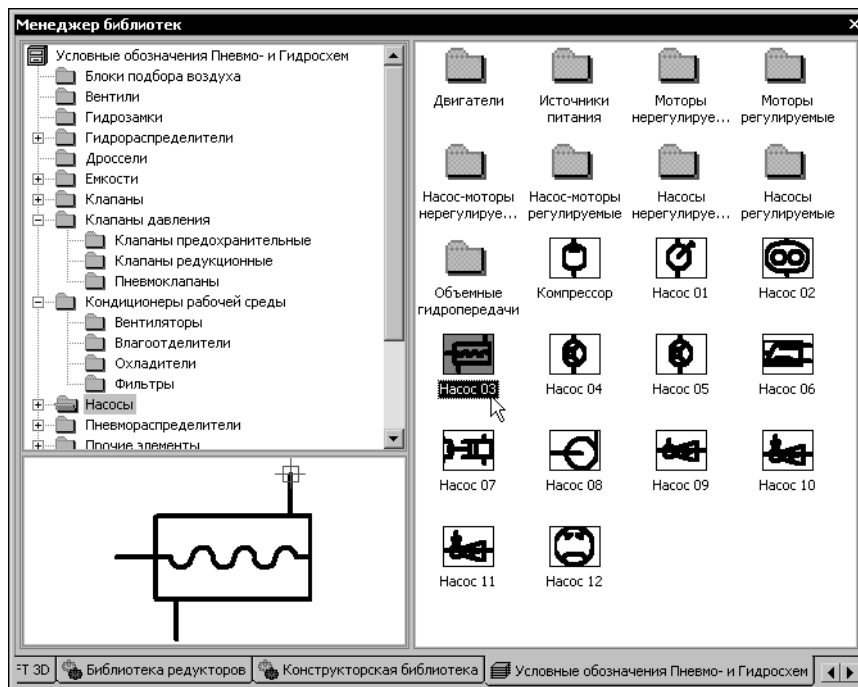 Менеджер библиотек
Условные обозначения Пневмо- и Гидросхем
Блоки подбора воздуха
Вентили
Гидрозамки
Гидрораспределители
Дроссели
Емкости
Клапаны
Клапаны давления
Клапаны предохранительные
Клапаны редукционные
Пневмоклапаны
Кондиционеры рабочей среды
Вентиляторы
Влагоотделители
Охладители
Фильтры
Насосы
Пневмораспределители
Прочие элементы
Двигатели
Источники питания
Моторы нерегулируе...
Моторы регулируемые
Насос-моторы нерегулируе...
Насос-моторы регулируемые
Насосы нерегулируе...
Насосы регулируемые
Объемные гидропередачи
Компрессор
Насос 01
Насос 02
Насос 03
Насос 04
Насос 05
Насос 06
Насос 07
Насос 08
Насос 09
Насос 10
Насос 11
Насос 12
3D
Библиотека редукторов
Конструкторская библиотека
Условные обозначения Пневмо- и Гидросхем